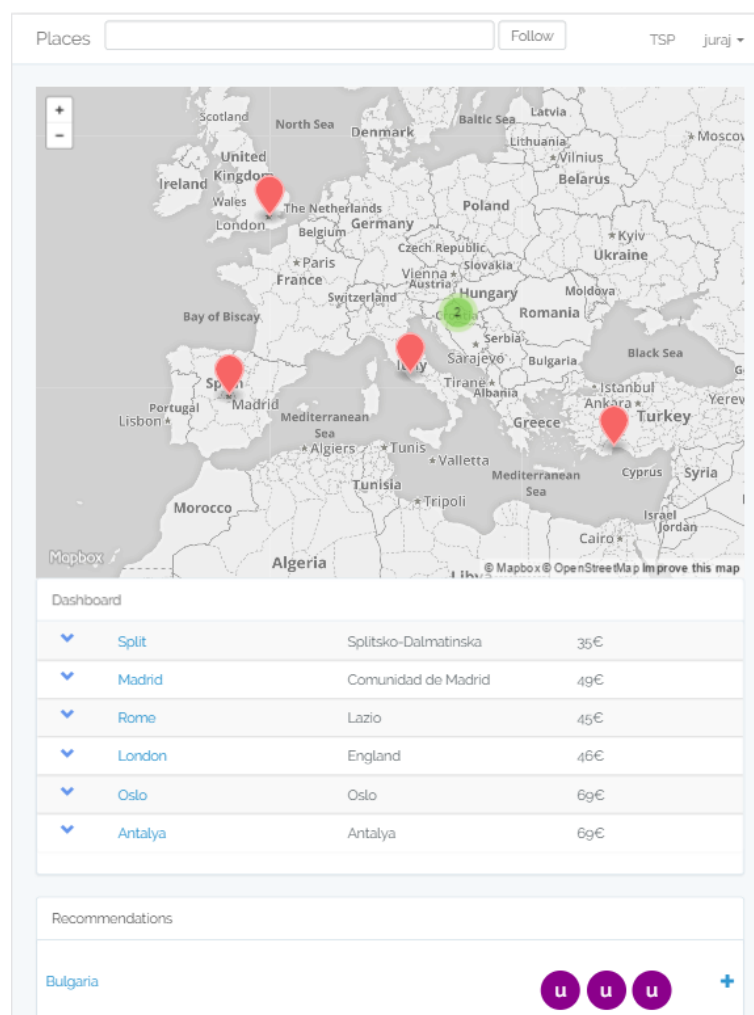 Places Follow TSP juraj
+
-
Scotland
North Sea
Denmark
Baltic Sea
Latvia
Lithuania
Moscow
Vilnius
United
Kingdom
Ireland
Belarus
Wales
The Netherlands
Poland
London
Belgium
Germany
Kyiv
Czech Republic
Ukraine
Paris
Slovakia
Vienna
France
Austria
Hungary
Moldova
Switzerland
Romania
Bay of Biscay
2
Croatia
Serbia
Italy
Sarajevo
Bulgaria
Black Sea
Spain
Tirane
Albania
Istanbul
Ankara
Yerev
Portugal
Madrid
Turkey
Lisbon
Mediterranean
Sea
Greece
Algiers
Tunis
Valletta
Mediterranean
Sea
Cyprus
Syria
Tunisia
Morocco
Tripoli
Israel
Jordan
Cairo
Mapbox
Algeria
Libya
© Mapbox © OpenStreetMap Improve this map
Dashboard
Split Splitsko-Dalmatinska 35€
Madrid Comunidad de Madrid 49€
Rome Lazio 45€
London England 46€
Oslo Oslo 69€
Antalya Antalya 69€
Recommendations
Bulgaria u u u +